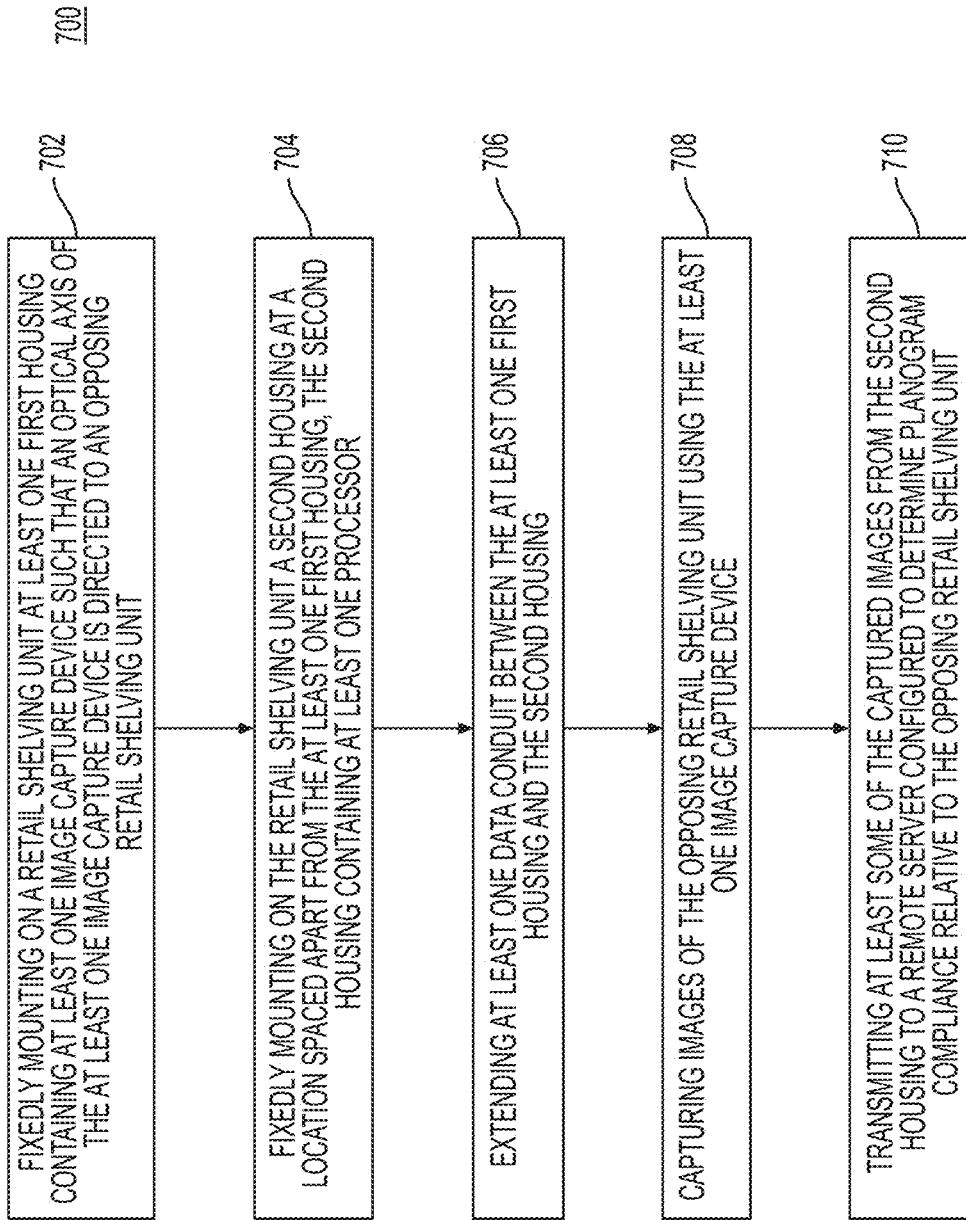 700
FIXEDLY MOUNTING ON A RETAIL SHELVING UNIT AT LEAST ONE FIRST HOUSING
CONTAINING AT LEAST ONE IMAGE CAPTURE DEVICE SUCH THAT AN OPTICAL AXIS OF
THE AT LEAST ONE IMAGE CAPTURE DEVICE IS DIRECTED TO AN OPPOSING
RETAIL SHELVING UNIT
702
FIXEDLY MOUNTING ON THE RETAIL SHELVING UNIT A SECOND HOUSING AT A
LOCATION SPACED APART FROM THE AT LEAST ONE FIRST HOUSING, THE SECOND
HOUSING CONTAINING AT LEAST ONE PROCESSOR
704
EXTENDING AT LEAST ONE DATA CONDUIT BETWEEN THE AT LEAST ONE FIRST
HOUSING AND THE SECOND HOUSING
706
CAPTURING IMAGES OF THE OPPOSING RETAIL SHELVING UNIT USING THE AT LEAST
ONE IMAGE CAPTURE DEVICE
708
TRANSMITTING AT LEAST SOME OF THE CAPTURED IMAGES FROM THE SECOND
HOUSING TO A REMOTE SERVER CONFIGURED TO DETERMINE PLANOGRAM
COMPLIANCE RELATIVE TO THE OPPOSING RETAIL SHELVING UNIT
710